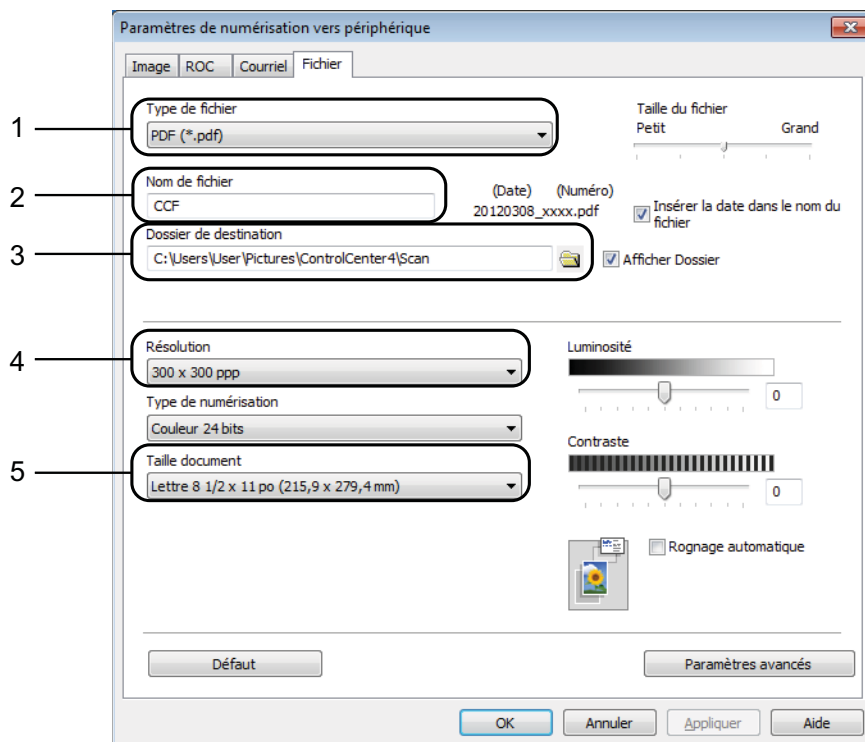 Paramètres de numérisation vers périphérique
Image ROC Courriel Fichier
1
Type de fichier
PDF (*.pdf)
Taille du fichier
Petit Grand
2
Nom de fichier
CCF
(Date) (Numéro)
20120308_xxxx.pdf
Insérer la date dans le nom du
fichier
3
Dossier de destination
C:\Users\User\Pictures\ControlCenter4\Scan
Afficher Dossier
4
Résolution
300 x 300 ppp
Luminosité
0
Type de numérisation
Couleur 24 bits
Contraste
0
5
Taille document
Lettre 8 1/2 x 11 po (215,9 x 279,4 mm)
Rognage automatique
Défaut
Paramètres avancés
OK
Annuler
Appliquer
Aide